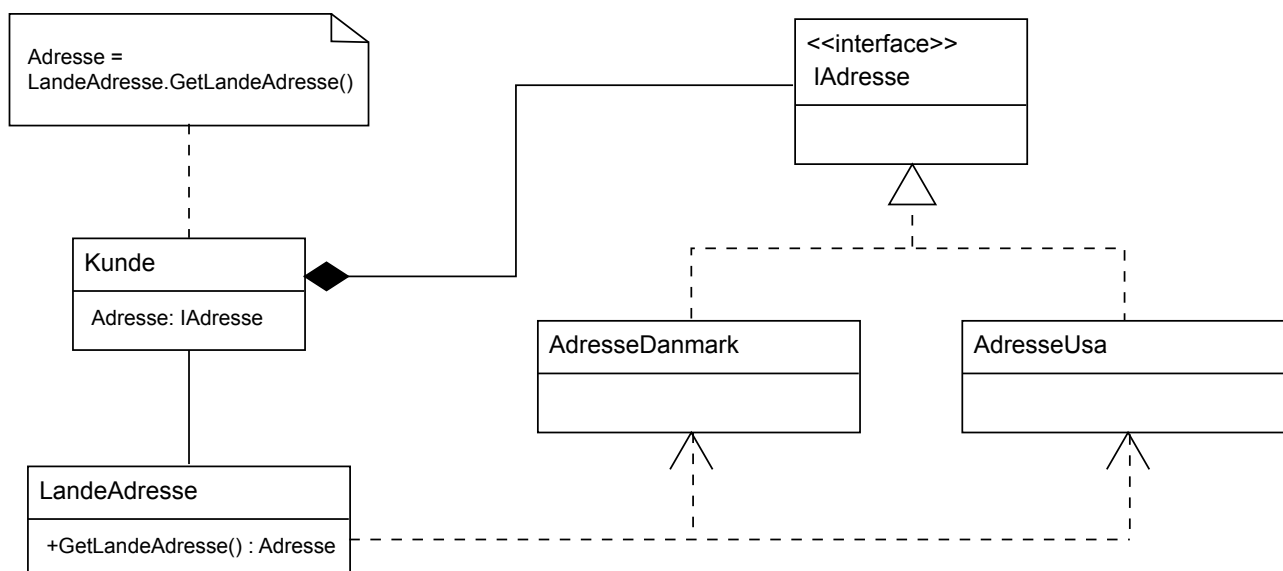 Adresse =
LandeAdresse.GetLandeAdresse()
<<interface>>
IAdresse
Kunde
Adresse: IAdresse
AdresseDanmark
AdresseUsa
LandeAdresse
+GetLandeAdresse() : Adresse